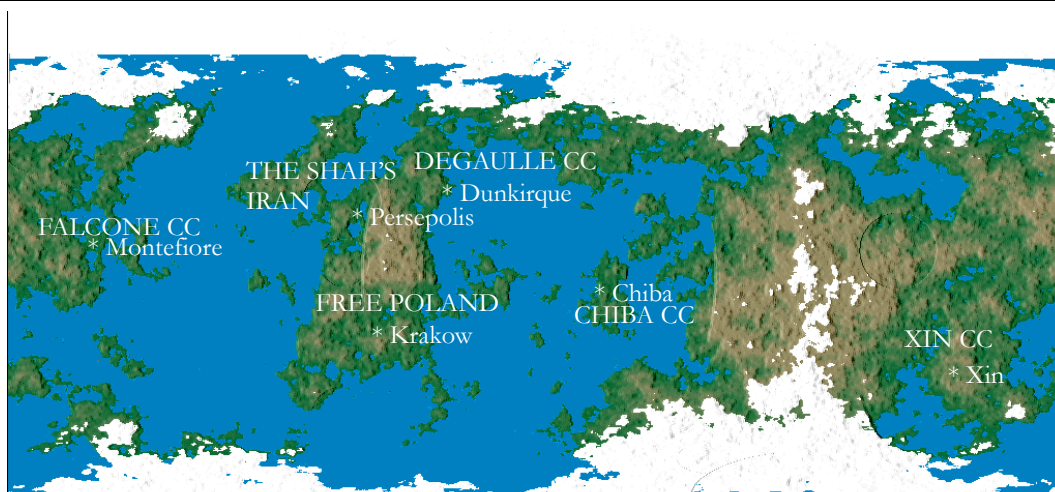 THE SHAH'S
IRAN
DEGAULLE CC
* Dunkirque
* Persepolis
FALCONE CC
* Montefiore
FREE POLAND
* Krakow
* Chiba
CHIBA CC
XIN CC
* Xin